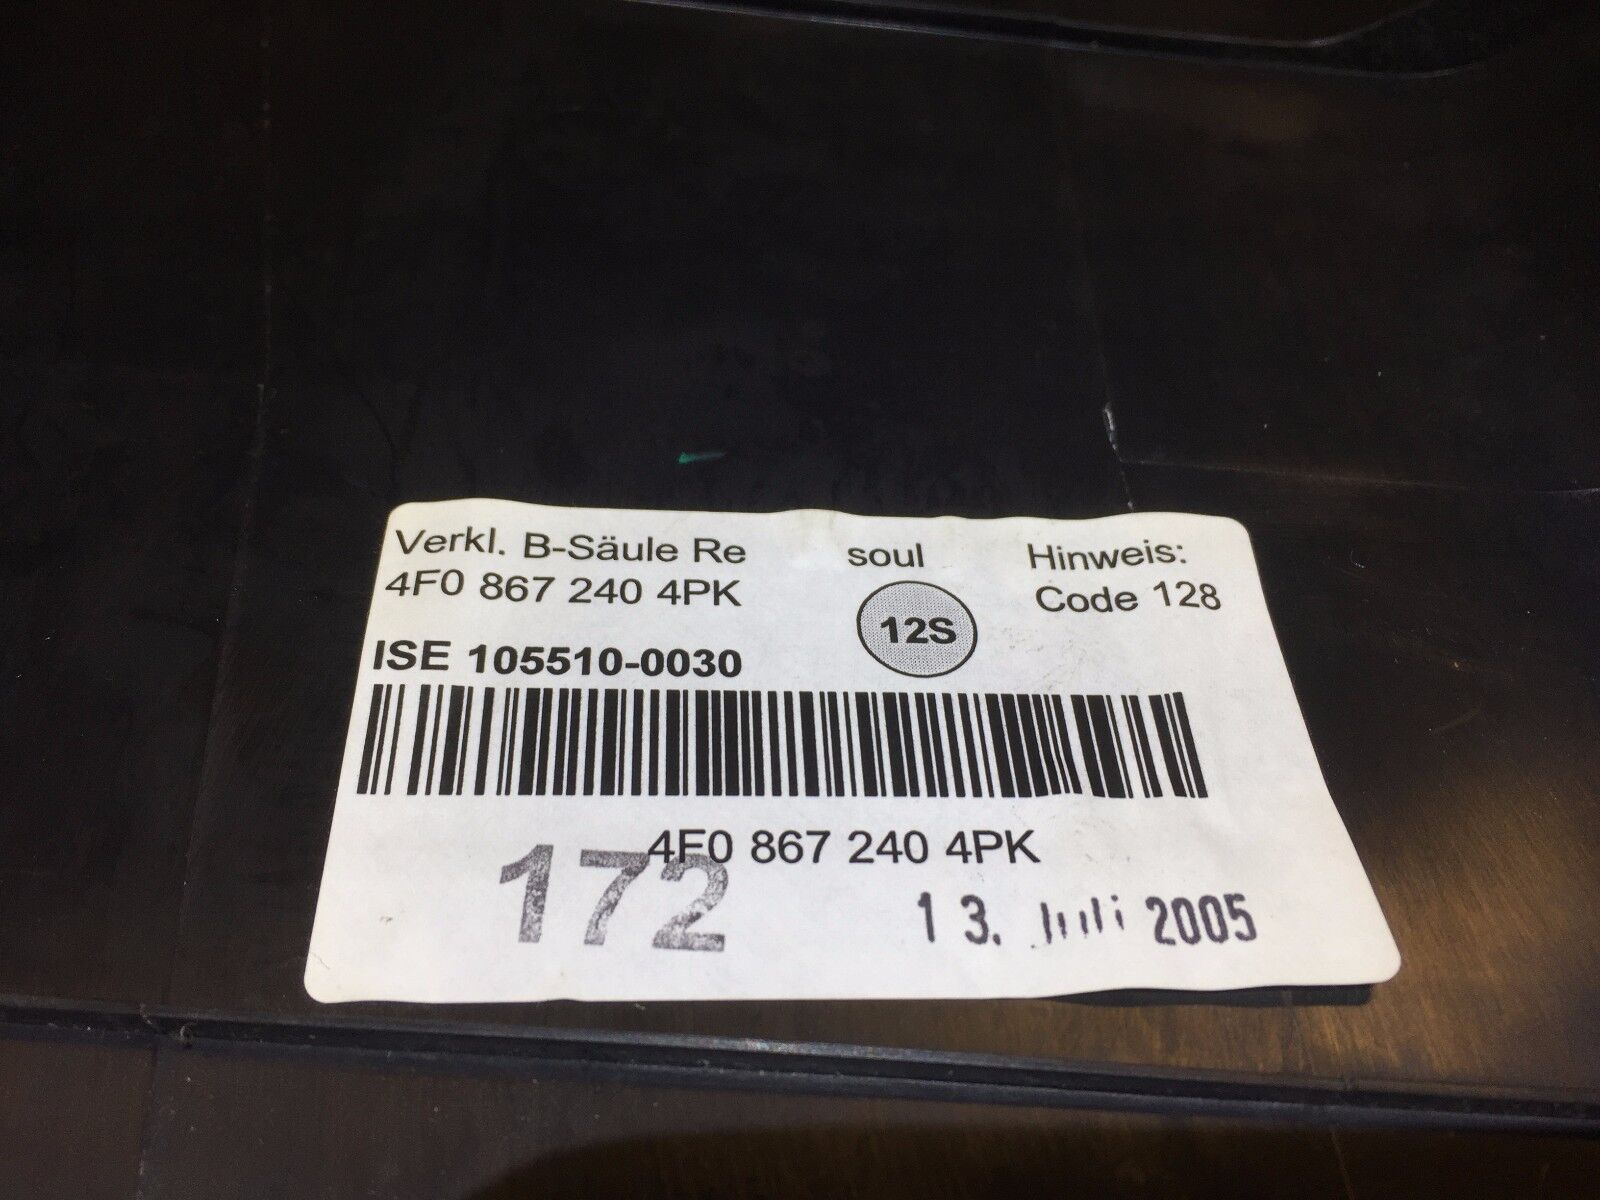 Verkl. B-Säule Re
soul
Hinweis:
4F0 867 240 4PK
Code 128
12S
ISE 105510-0030
4F0 867 240 4PK
172
13. Juli 2005